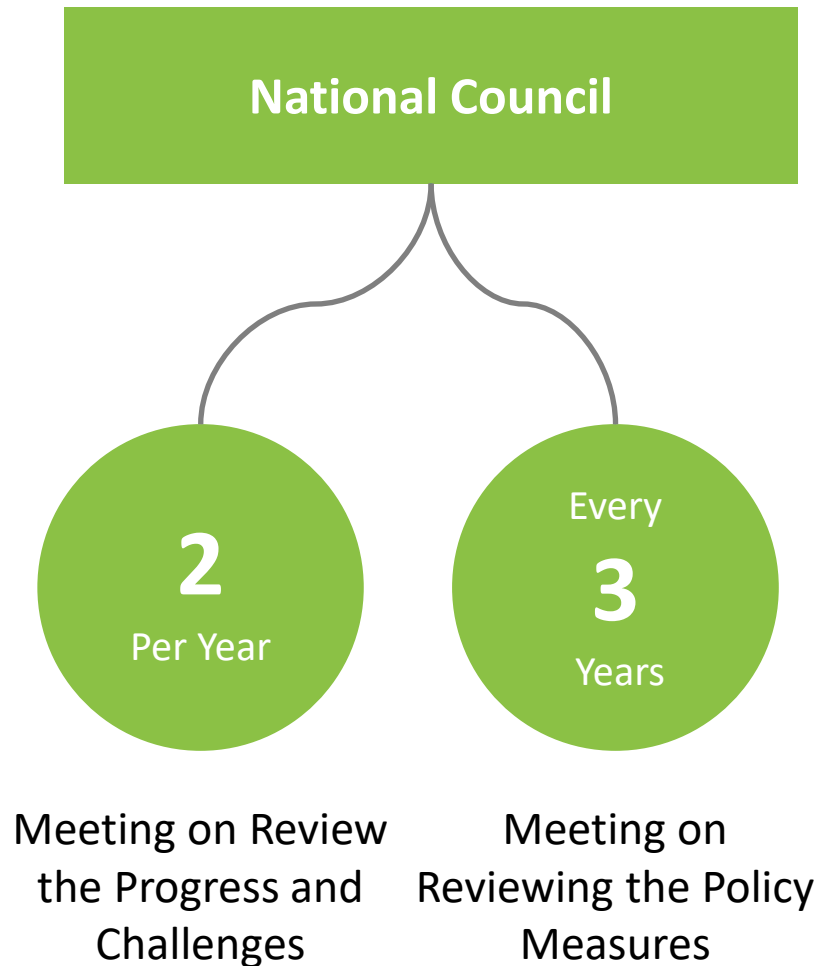 National Council
2
Per Year
Every
3
Years
Meeting on Review
the Progress and
Challenges
Meeting on
Reviewing the Policy
Measures